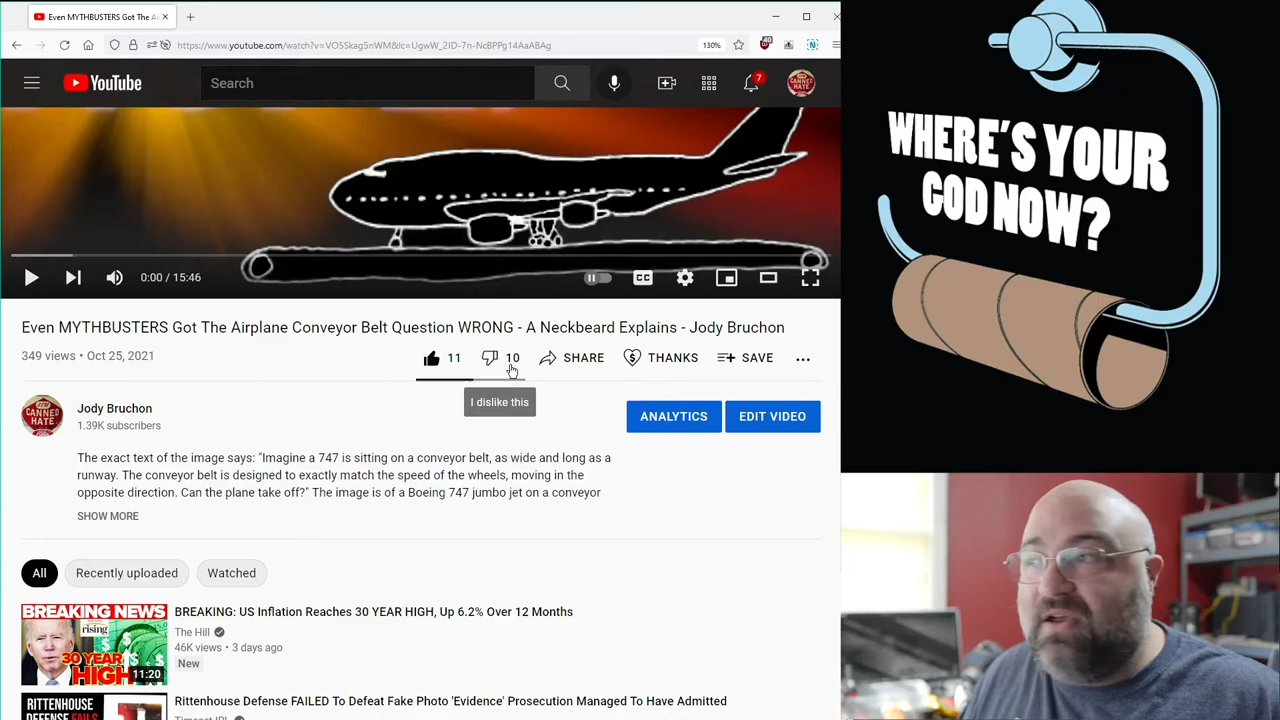 Even MYTHBUSTERS Got The Ai
https://www.youtube.com/watch?v=VO5Skag5nWM&lc=UgwW_2ID-7n-NcBPPg14AaABAg
130%
YouTube
Search
7
0:00 / 15:46
CC
Even MYTHBUSTERS Got The Airplane Conveyor Belt Question WRONG - A Neckbeard Explains - Jody Bruchon
349 views • Oct 25, 2021
11
10
SHARE
THANKS
SAVE
I dislike this
CANNED
HATE
Jody Bruchon
1.39K subscribers
ANALYTICS
EDIT VIDEO
The exact text of the image says: "Imagine a 747 is sitting on a conveyor belt, as wide and long as a
runway. The conveyor belt is designed to exactly match the speed of the wheels, moving in the
opposite direction. Can the plane take off?" The image is of a Boeing 747 jumbo jet on a conveyor
SHOW MORE
All
Recently uploaded
Watched
BREAKING NEWS
rising
30 YEAR
HIGH
11:20
BREAKING: US Inflation Reaches 30 YEAR HIGH, Up 6.2% Over 12 Months
The Hill
46K views • 3 days ago
New
RITTENHOUSE
Rittenhouse Defense FAILED To Defeat Fake Photo 'Evidence' Prosecution Managed To Have Admitted
WHERE'S YOUR
GOD NOW?